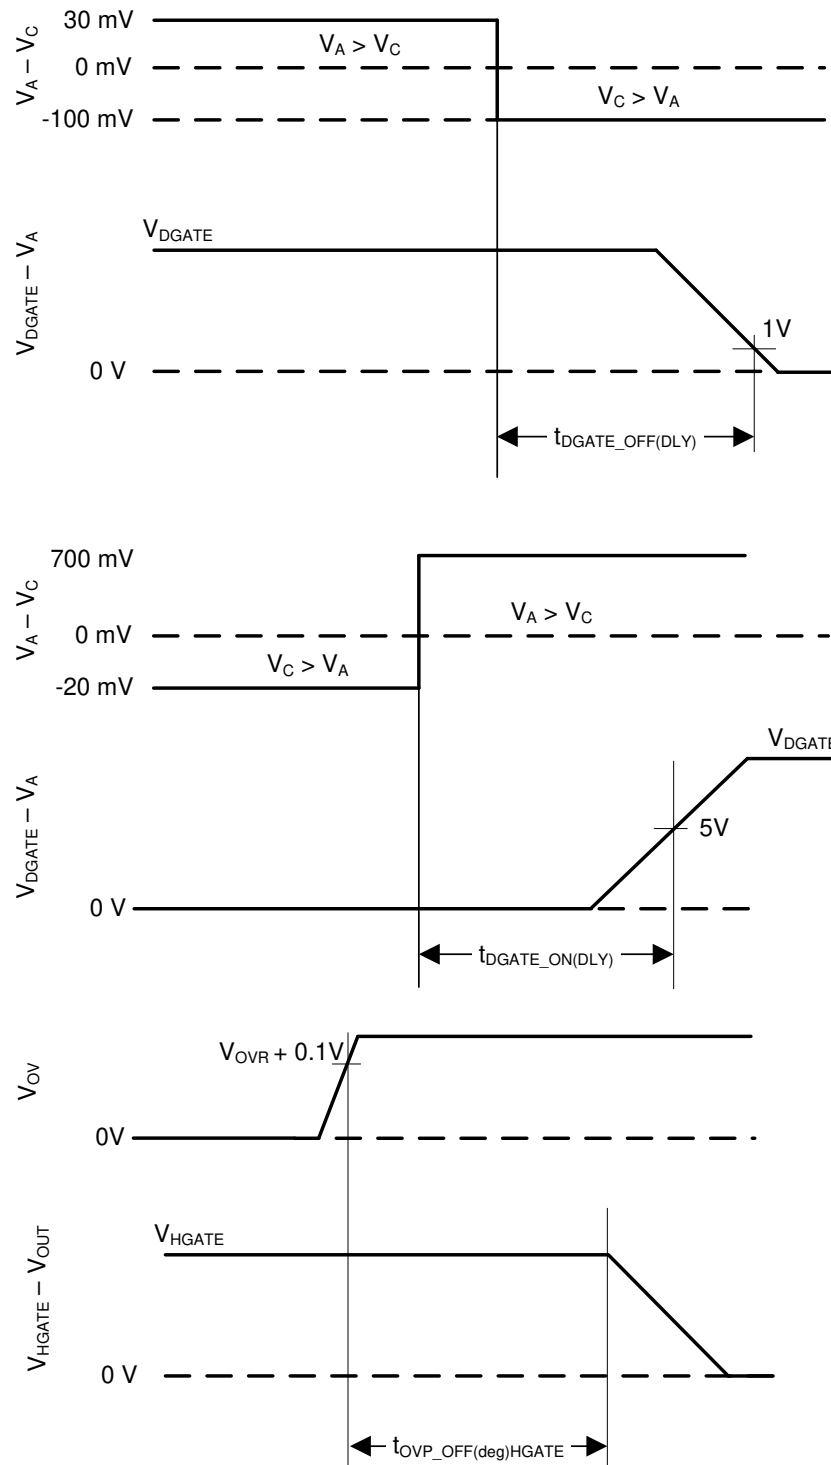 30 mV
V_A – V_C
V_A > V_C
0 mV
V_C > V_A
-100 mV
V_DGATE
V_DGATE – V_A
1V
0 V
t_DGATE_OFF(DLY)
700 mV
V_A – V_C
V_A > V_C
0 mV
V_C > V_A
-20 mV
V_DGATE
V_DGATE – V_A
5V
0 V
t_DGATE_ON(DLY)
V_OVR + 0.1V
V_OV
0V
V_HGATE
V_HGATE – V_OUT
0 V
t_OVP_OFF(deg)HGATE